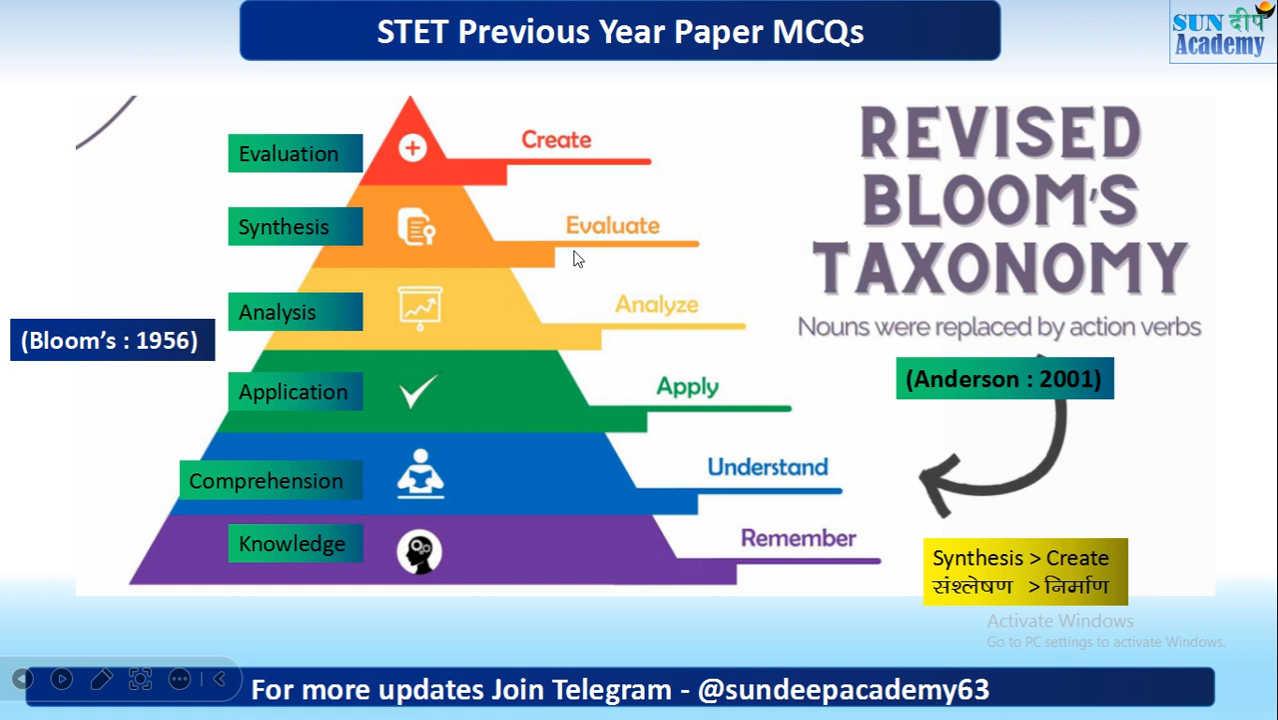 STET Previous Year Paper MCQs
SUN दीप
Academy
Evaluation
Create
Synthesis
Evaluate
Analysis
Analyze
(Bloom's : 1956)
Application
Apply
Comprehension
Understand
Knowledge
Remember
REVISED
BLOOM'S
TAXONOMY
Nouns were replaced by action verbs
(Anderson : 2001)
Synthesis > Create
संश्लेषण > निर्माण
Activate Windows
Go to PC settings to activate Windows.
For more updates Join Telegram - @sundeepacademy63